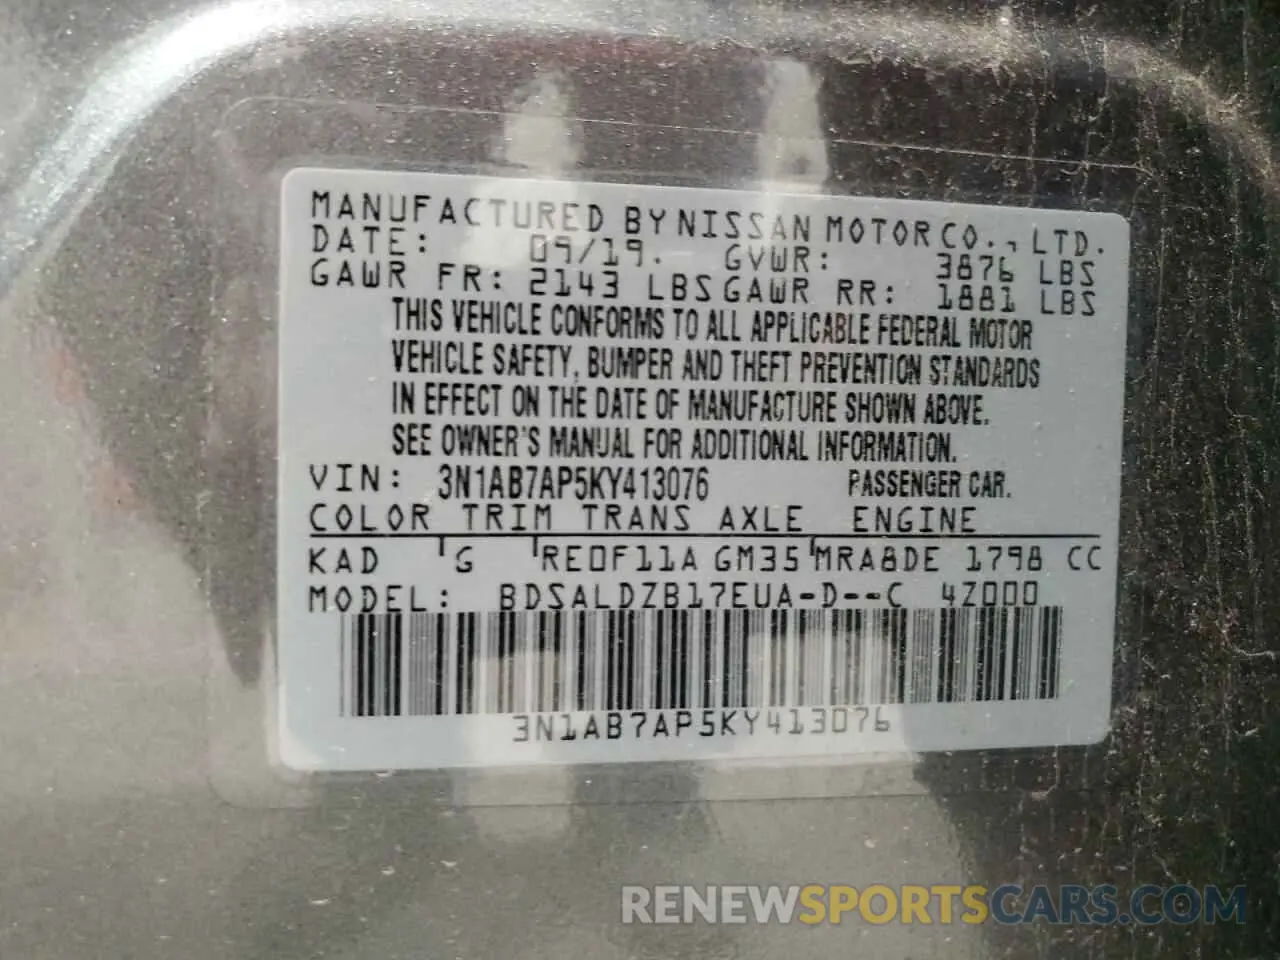 MANUFACTURED BY NISSAN MOTOR CO., LTD.
DATE: 09/19. GVWR: 3876 LBS
GAWR FR: 2143 LBS GAWR RR: 1881 LBS
THIS VEHICLE CONFORMS TO ALL APPLICABLE FEDERAL MOTOR
VEHICLE SAFETY, BUMPER AND THEFT PREVENTION STANDARDS
IN EFFECT ON THE DATE OF MANUFACTURE SHOWN ABOVE.
SEE OWNER'S MANUAL FOR ADDITIONAL INFORMATION.
VIN: 3N1AB7AP5KY413076 PASSENGER CAR.
COLOR TRIM TRANS AXLE ENGINE
KAD G RE0F11A GM35 MRA8DE 1798 CC
MODEL: BDSALDZB17EUA-D--C 4Z000
3N1AB7AP5KY413076
RENEWSPORTSCARS.COM